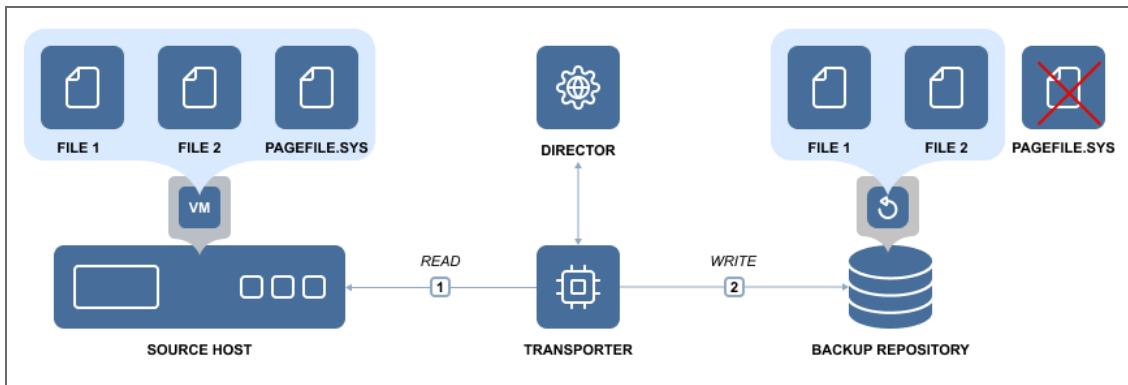 FILE 1
FILE 2
PAGEFILE.SYS
DIRECTOR
FILE 1
FILE 2
PAGEFILE.SYS
VM
READ
1
WRITE
2
SOURCE HOST
TRANSPORTER
BACKUP REPOSITORY